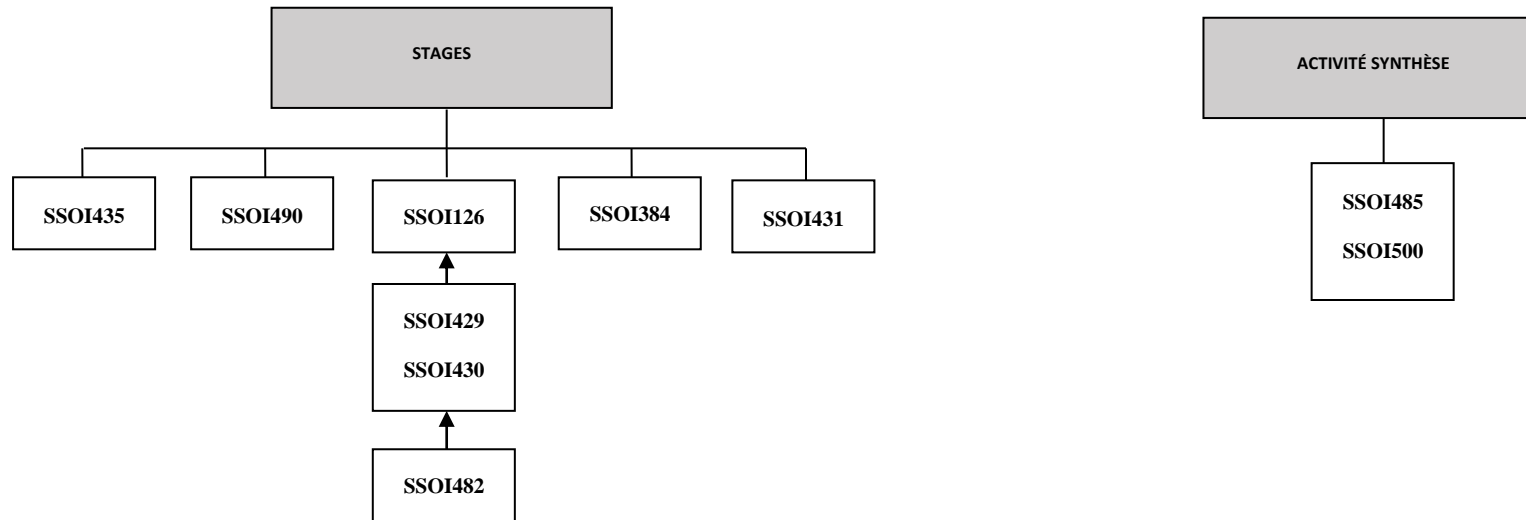 STAGES
ACTIVITÉ SYNTHÈSE
SSOI435
SSOI490
SSOI126
SSOI384
SSOI431
SSOI485
SSOI500
SSOI429
SSOI430
SSOI482